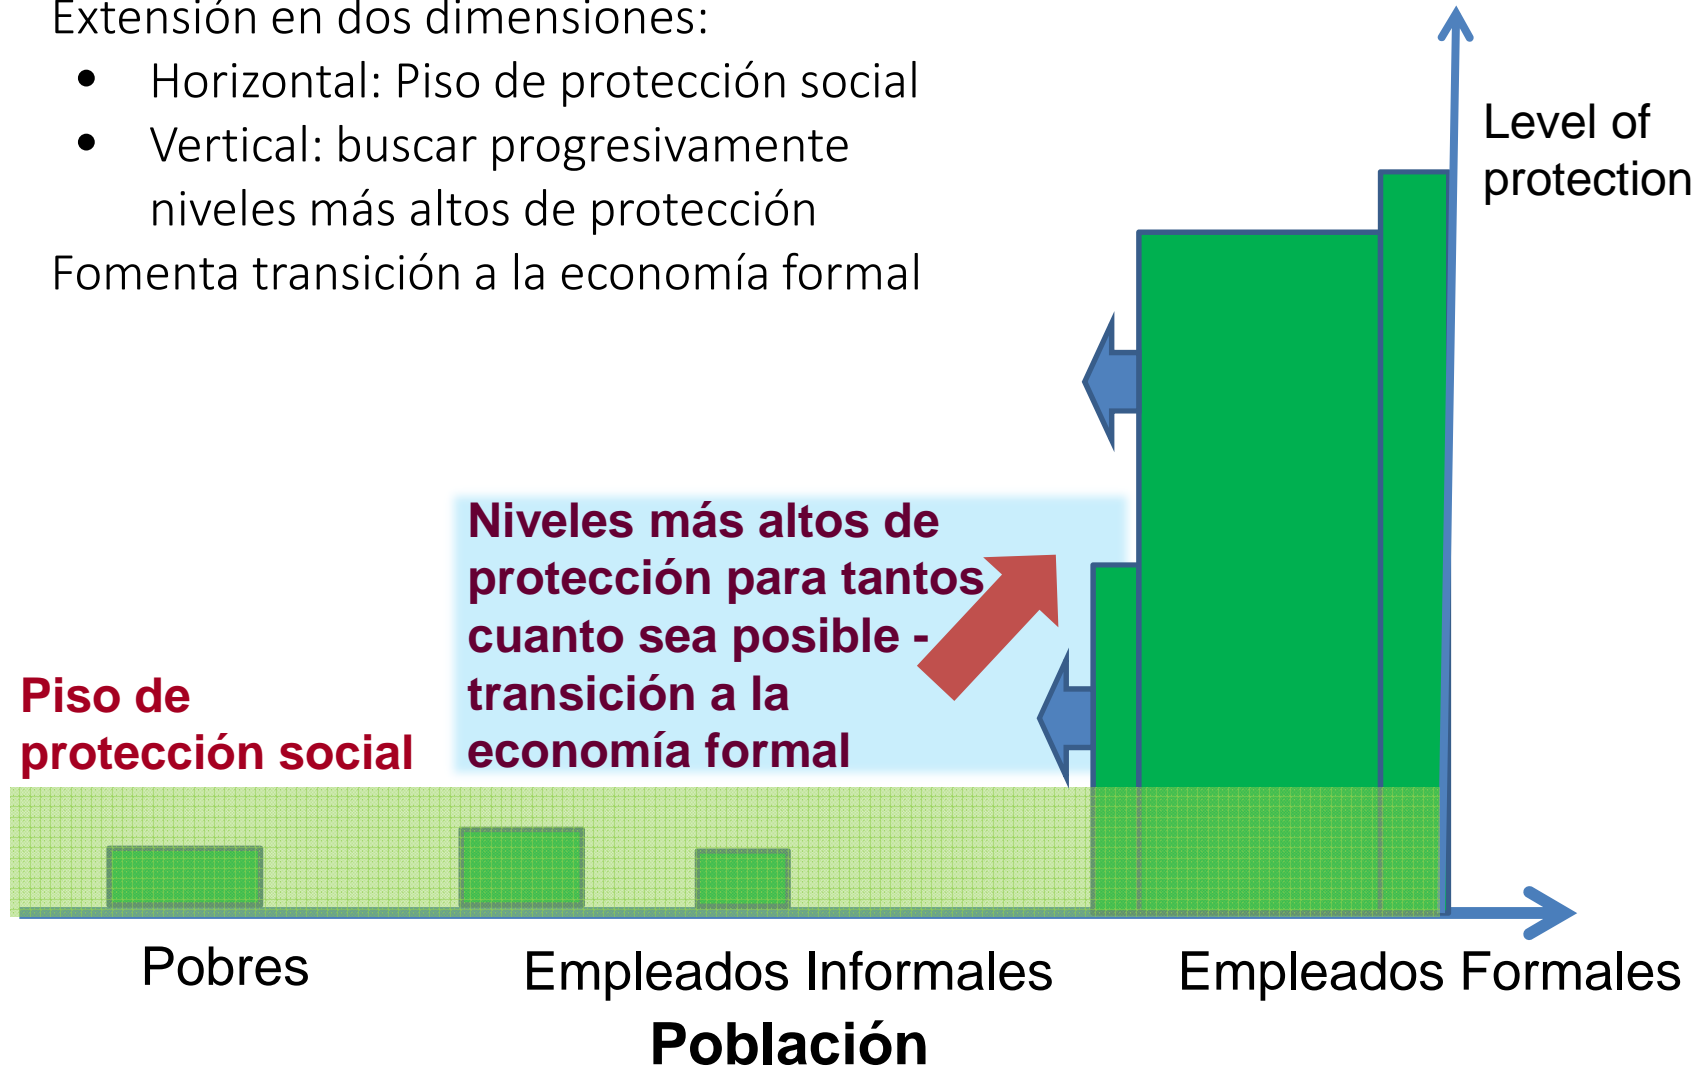 Extensión en dos dimensiones:
• Horizontal: Piso de protección social
• Vertical: buscar progresivamente
niveles más altos de protección
Fomenta transición a la economía formal
Level of
protection
Niveles más altos de
protección para tantos
cuanto sea posible -
transición a la
economía formal
Piso de
protección social
Pobres
Empleados Informales
Empleados Formales
Población